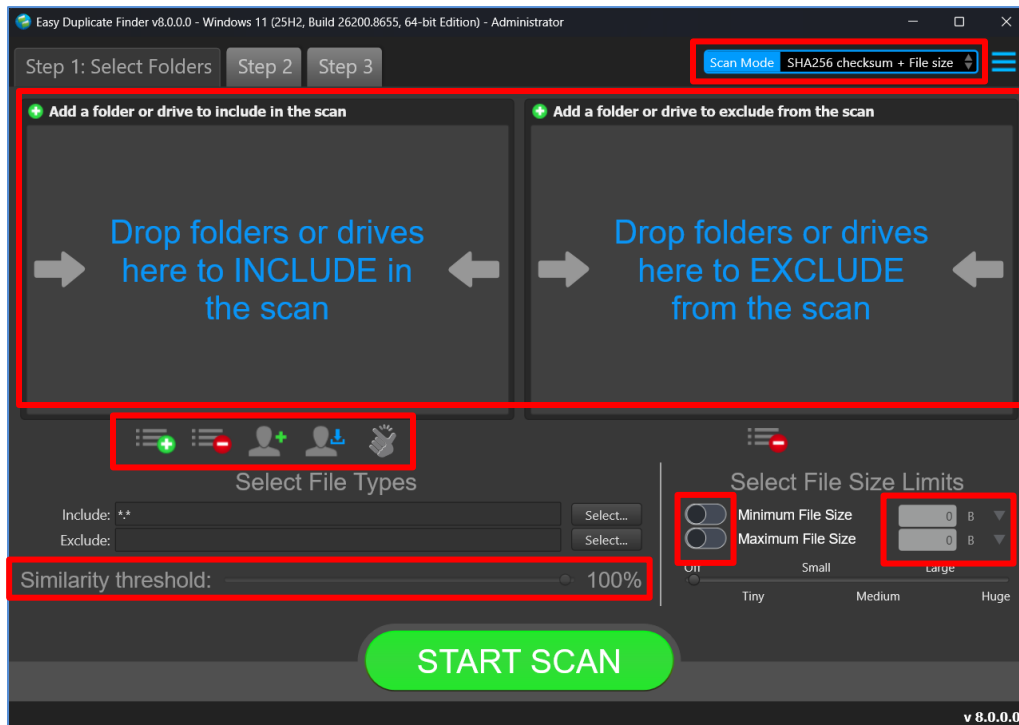 Easy Duplicate Finder v8.0.0.0 - Windows 11 (25H2, Build 26200.8655, 64-bit Edition) - Administrator
Step 1: Select Folders Step 2 Step 3 Scan Mode SHA256 checksum + File size
Add a folder or drive to include in the scan Add a folder or drive to exclude from the scan
Drop folders or drives
here to INCLUDE in
the scan
Drop folders or drives
here to EXCLUDE
from the scan
Select File Types
Include: *.* Select...
Exclude: Select...
Similarity threshold: 100%
Select File Size Limits
Minimum File Size 0 B
Maximum File Size 0 B
Off Small Large
Tiny Medium Huge
START SCAN
v 8.0.0.0